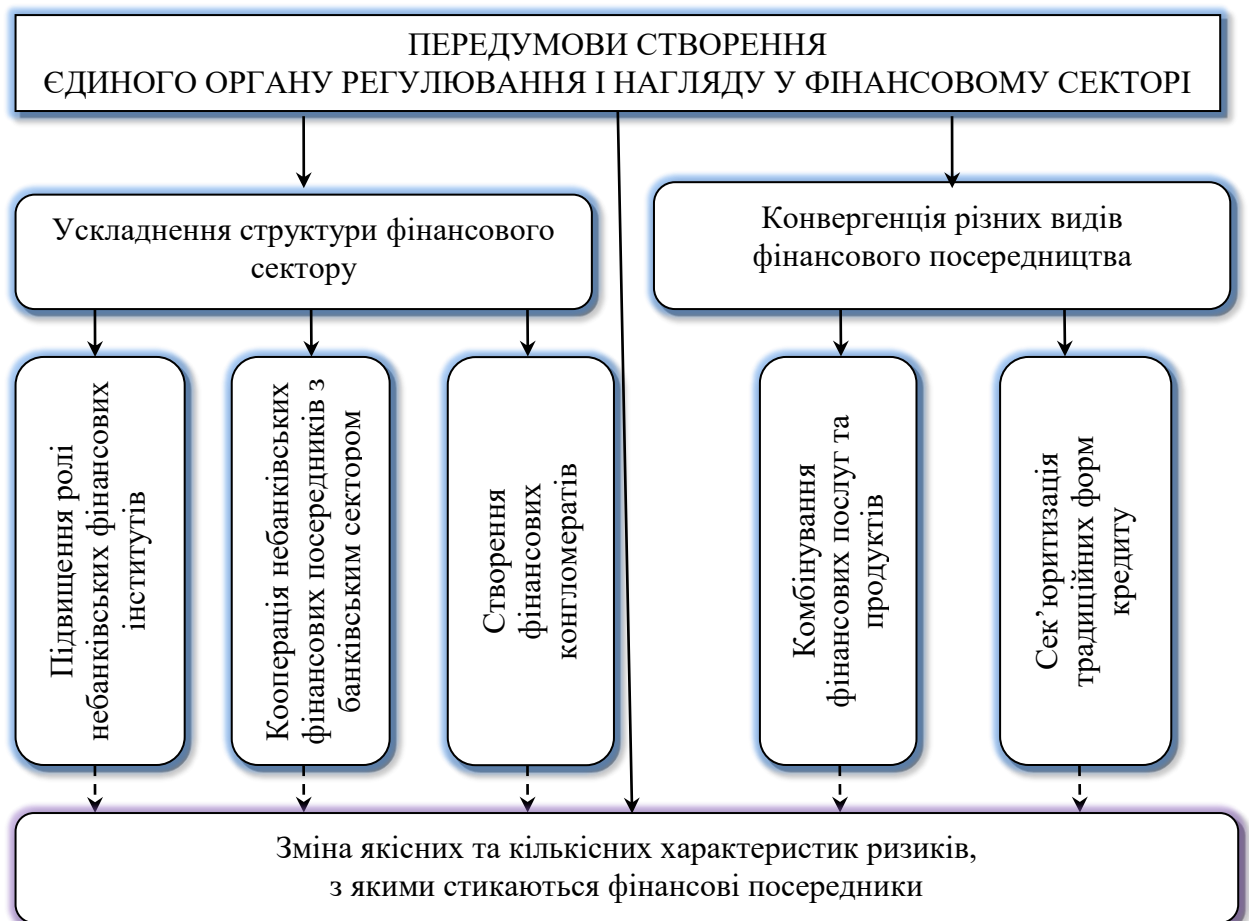 ПЕРЕДУМОВИ СТВОРЕННЯ
ЄДИНОГО ОРГАНУ РЕГУЛЮВАННЯ І НАГЛЯДУ У ФІНАНСОВОМУ СЕКТОРІ
Ускладнення структури фінансового
сектору
Конвергенція різних видів
фінансового посередництва
Підвищення ролі
небанківських фінансових
інститутів
Кооперація небанківських
фінансових посередників з
банківським сектором
Створення
фінансових
конгломератів
Комбінування
фінансових послуг та
продуктів
Сек’юритизація
традиційних форм
кредиту
Зміна якісних та кількісних характеристик ризиків,
з якими стикаються фінансові посередники